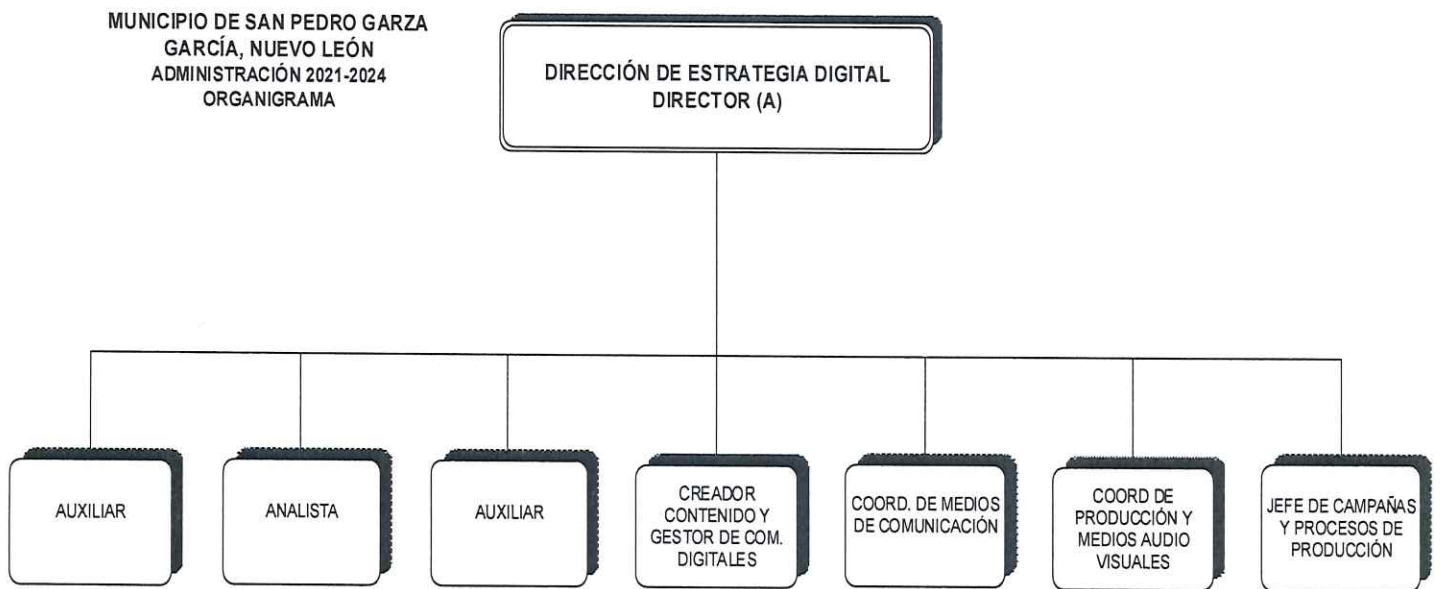 MUNICIPIO DE SAN PEDRO GARZA
GARCÍA, NUEVO LEÓN
ADMINISTRACIÓN 2021-2024
ORGANIGRAMA
DIRECCIÓN DE ESTRATEGIA DIGITAL
DIRECTOR (A)
AUXILIAR
ANALISTA
AUXILIAR
CREADOR
CONTENIDO Y
GESTOR DE COM.
DIGITALES
COORD. DE MEDIOS
DE COMUNICACIÓN
COORD DE
PRODUCCIÓN Y
MEDIOS AUDIO
VISUALES
JEFE DE CAMPAÑAS
Y PROCESOS DE
PRODUCCIÓN